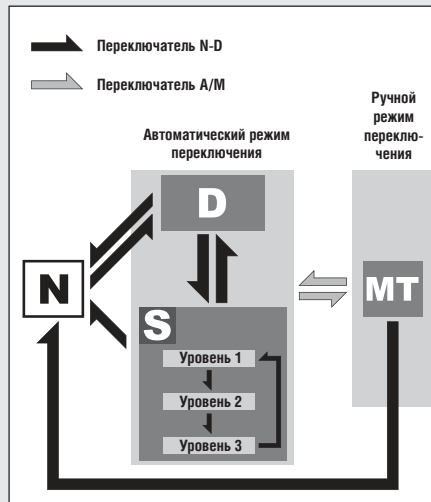 Переключатель N-D
Переключатель A/M
Ручной
режим
переклю-
чения
Автоматический режим
переключения
D
N
MT
S
Уровень 1
Уровень 2
Уровень 3